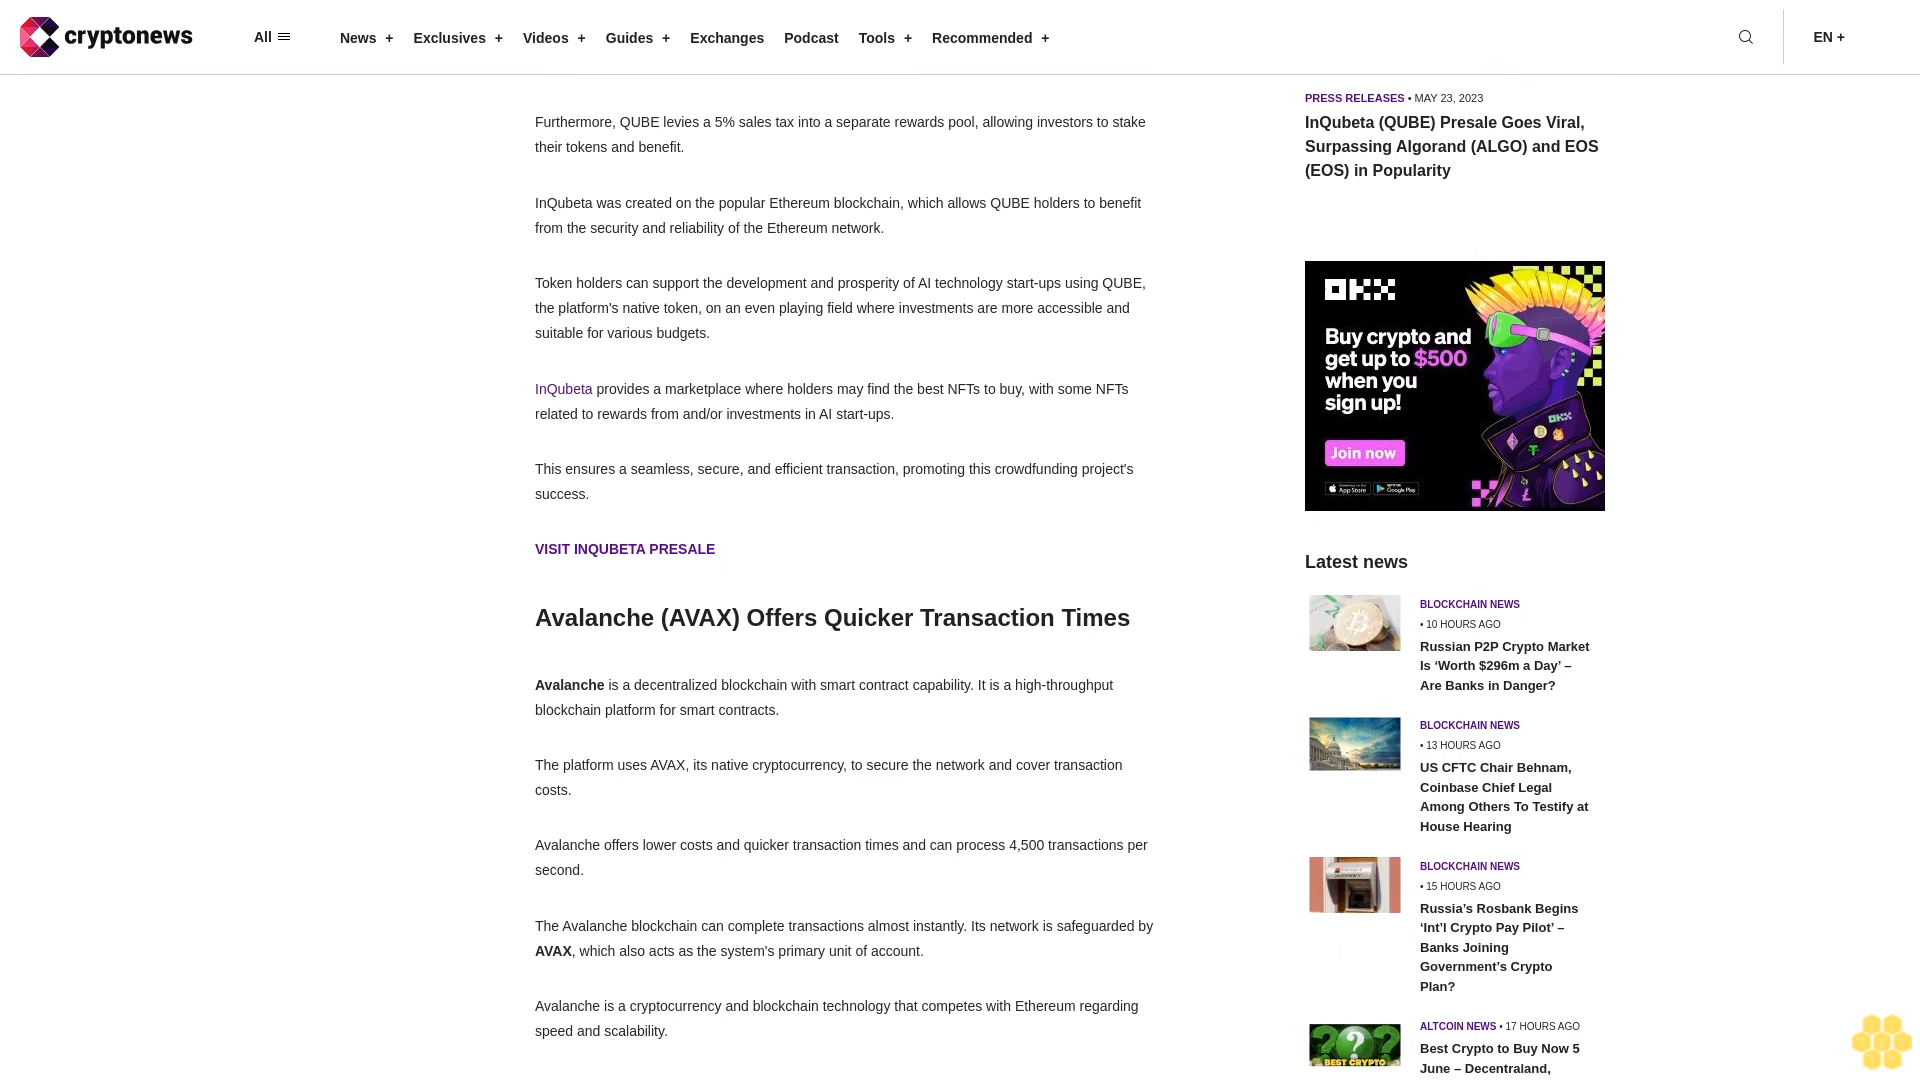 cryptonews
All
News +
Exclusives +
Videos +
Guides +
Exchanges
Podcast
Tools +
Recommended +
EN +
Furthermore, QUBE levies a 5% sales tax into a separate rewards pool, allowing investors to stake
their tokens and benefit.
InQubeta was created on the popular Ethereum blockchain, which allows QUBE holders to benefit
from the security and reliability of the Ethereum network.
Token holders can support the development and prosperity of AI technology start-ups using QUBE,
the platform's native token, on an even playing field where investments are more accessible and
suitable for various budgets.
InQubeta provides a marketplace where holders may find the best NFTs to buy, with some NFTs
related to rewards from and/or investments in AI start-ups.
This ensures a seamless, secure, and efficient transaction, promoting this crowdfunding project's
success.
VISIT INQUBETA PRESALE
Avalanche (AVAX) Offers Quicker Transaction Times
Avalanche is a decentralized blockchain with smart contract capability. It is a high-throughput
blockchain platform for smart contracts.
The platform uses AVAX, its native cryptocurrency, to secure the network and cover transaction
costs.
Avalanche offers lower costs and quicker transaction times and can process 4,500 transactions per
second.
The Avalanche blockchain can complete transactions almost instantly. Its network is safeguarded by
AVAX, which also acts as the system's primary unit of account.
Avalanche is a cryptocurrency and blockchain technology that competes with Ethereum regarding
speed and scalability.
PRESS RELEASES • MAY 23, 2023
InQubeta (QUBE) Presale Goes Viral,
Surpassing Algorand (ALGO) and EOS
(EOS) in Popularity
OKX
Buy crypto and
get up to $500
when you
sign up!
Join now
App Store
Google Play
OKX
Latest news
BLOCKCHAIN NEWS
• 10 HOURS AGO
Russian P2P Crypto Market
Is ‘Worth $296m a Day’ –
Are Banks in Danger?
BLOCKCHAIN NEWS
• 13 HOURS AGO
US CFTC Chair Behnam,
Coinbase Chief Legal
Among Others To Testify at
House Hearing
BLOCKCHAIN NEWS
• 15 HOURS AGO
Russia’s Rosbank Begins
‘Int’l Crypto Pay Pilot’ –
Banks Joining
Government’s Crypto
Plan?
BEST CRYPTO
ALTCOIN NEWS • 17 HOURS AGO
Best Crypto to Buy Now 5
June – Decentraland,